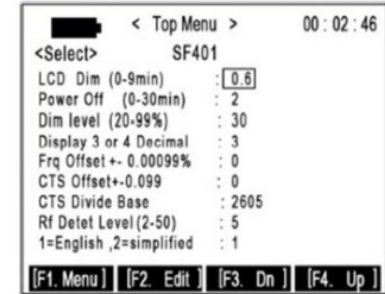 < Top Menu > 00 : 02 : 46
<Select> SF401
LCD Dim (0-9min) : 0.6
Power Off (0-30min) : 2
Dim level (20-99%) : 30
Display 3 or 4 Decimal : 3
Frq Offset +- 0.00099% : 0
CTS Offset+-0.099 : 0
CTS Divide Base : 2605
Rf Detet Level (2-50) : 5
1=English ,2=simplified : 1
[F1. Menu] [F2. Edit ] [F3. Dn ] [F4. Up ]